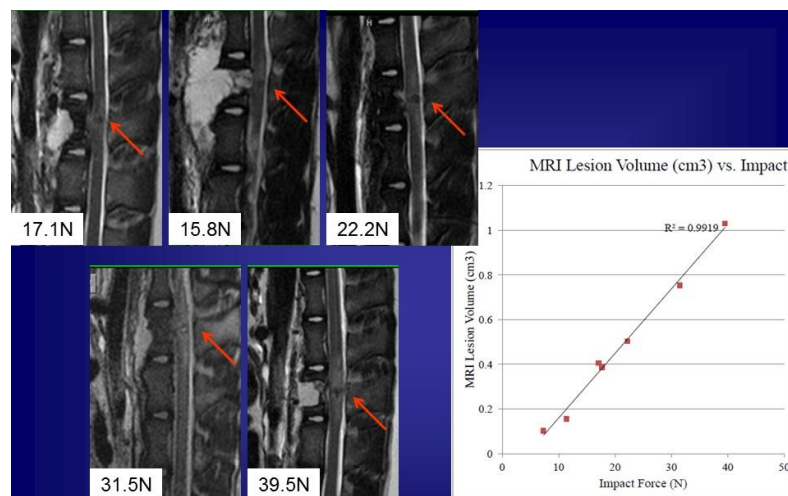 H
17.1N
15.8N
22.2N
31.5N
39.5N
MRI Lesion Volume (cm3) vs. Impact
R² = 0.9919
MRI Lesion Volume (cm3)
1.2
1
0.8
0.6
0.4
0.2
0
0
10
20
30
40
50
Impact Force (N)